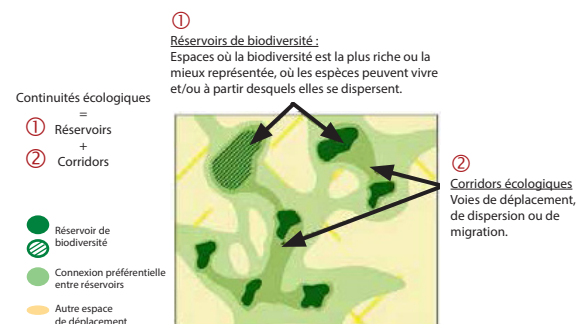 ①
Réservoirs de biodiversité :
Espaces où la biodiversité est la plus riche ou la
mieux représentée, où les espèces peuvent vivre
et/ou à partir desquels elles se dispersent.
Continuités écologiques
=
① Réservoirs
+
② Corridors
②
Corridors écologiques
Voies de déplacement,
de dispersion ou de
migration.
Réservoir de
biodiversité
Connexion préférentielle
entre réservoirs
Autre espace
de déplacement